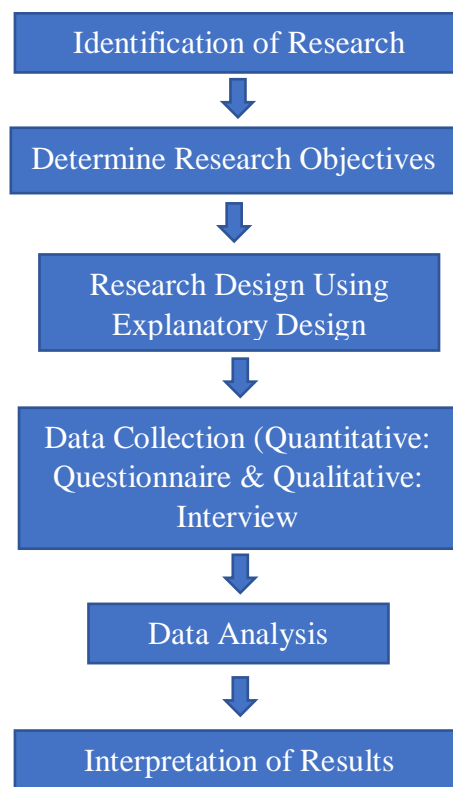 Identification of Research
Determine Research Objectives
Research Design Using
Explanatory Design
Data Collection (Quantitative:
Questionnaire & Qualitative:
Interview
Data Analysis
Interpretation of Results